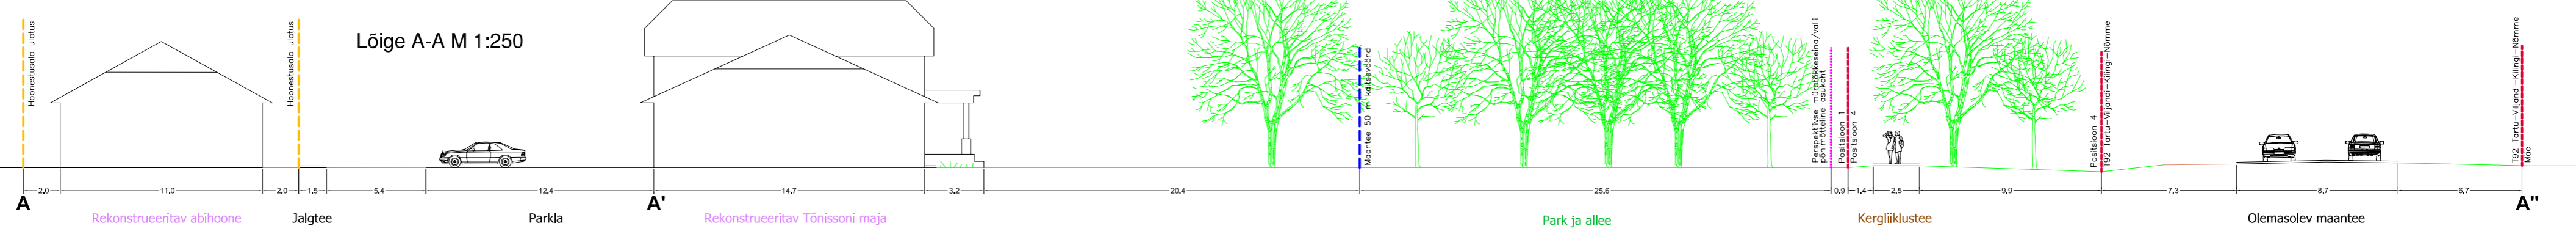 Lõige A-A M 1:250
Hoonestusala ulatus
Hoonestusala ulatus
Maantee 50 m kaitsevöönd
Perspektiivse müratõkkeseina/valli
põhimõtteline asukoht
Positsioon 1
Positsioon 4
Positsioon 4
T92 Tartu-Viljandi-Kilingi-Nõmme
T92 Tartu-Viljandi-Kilingi-Nõmme
Mäe
2,0 11,0 2,0 1,5 5,4 12,4 14,7 3,2 20,4 25,6 0,9 1,4 2,5 9,9 7,3 8,7 6,7
A A' A"
Rekonstrueeritav abihoone Jalgtee Parkla Rekonstrueeritav Tõnissoni maja Park ja allee Kergliiklustee Olemasolev maantee